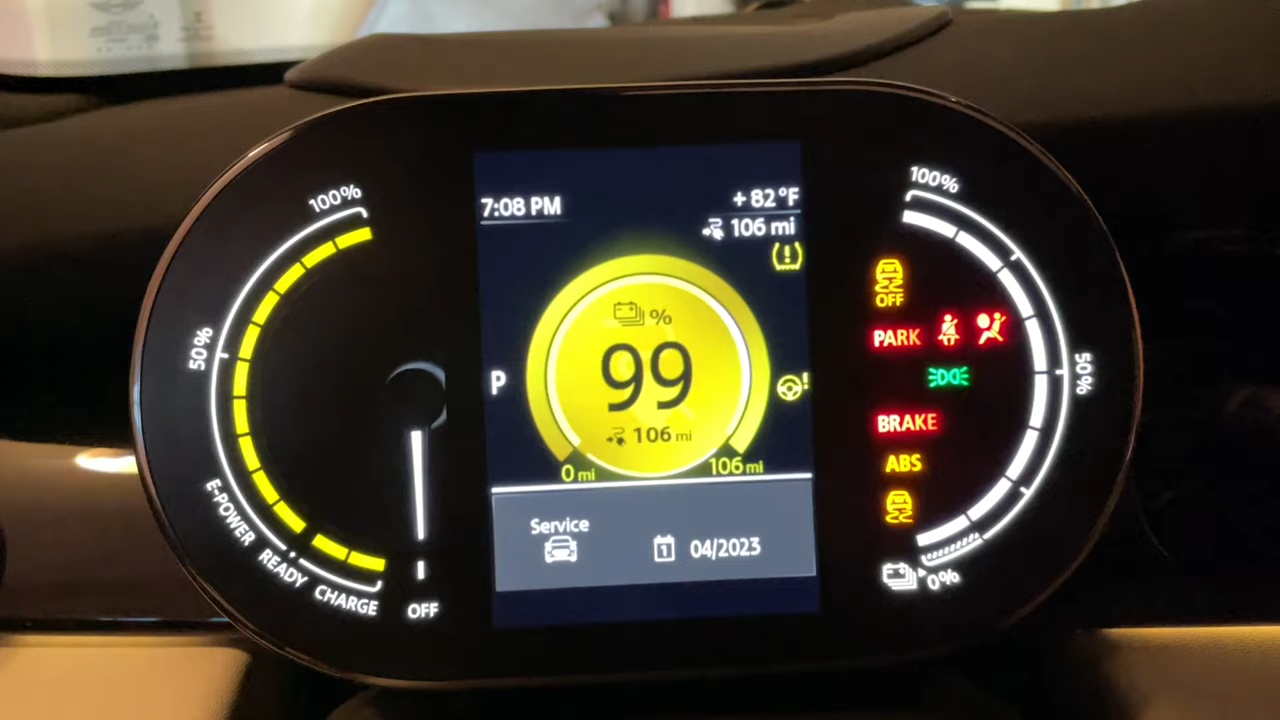 100%
50%
E-POWER
READY
CHARGE
OFF
7:08 PM
+ 82°F
106 mi
P
%
99
106 mi
0 mi
106 mi
Service
1
04/2023
100%
50%
0%
OFF
PARK
BRAKE
ABS